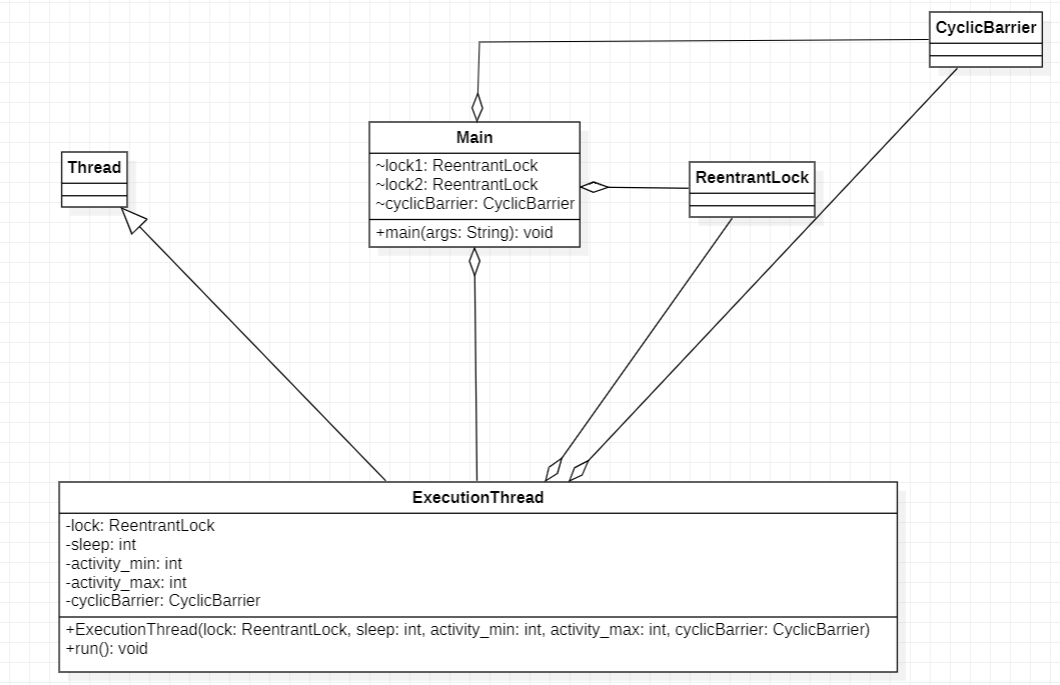 CyclicBarrier
Main
~lock1: ReentrantLock
~lock2: ReentrantLock
~cyclicBarrier: CyclicBarrier
+main(args: String): void
Thread
ReentrantLock
ExecutionThread
-lock: ReentrantLock
-sleep: int
-activity_min: int
-activity_max: int
-cyclicBarrier: CyclicBarrier
+ExecutionThread(lock: ReentrantLock, sleep: int, activity_min: int, activity_max: int, cyclicBarrier: CyclicBarrier)
+run(): void